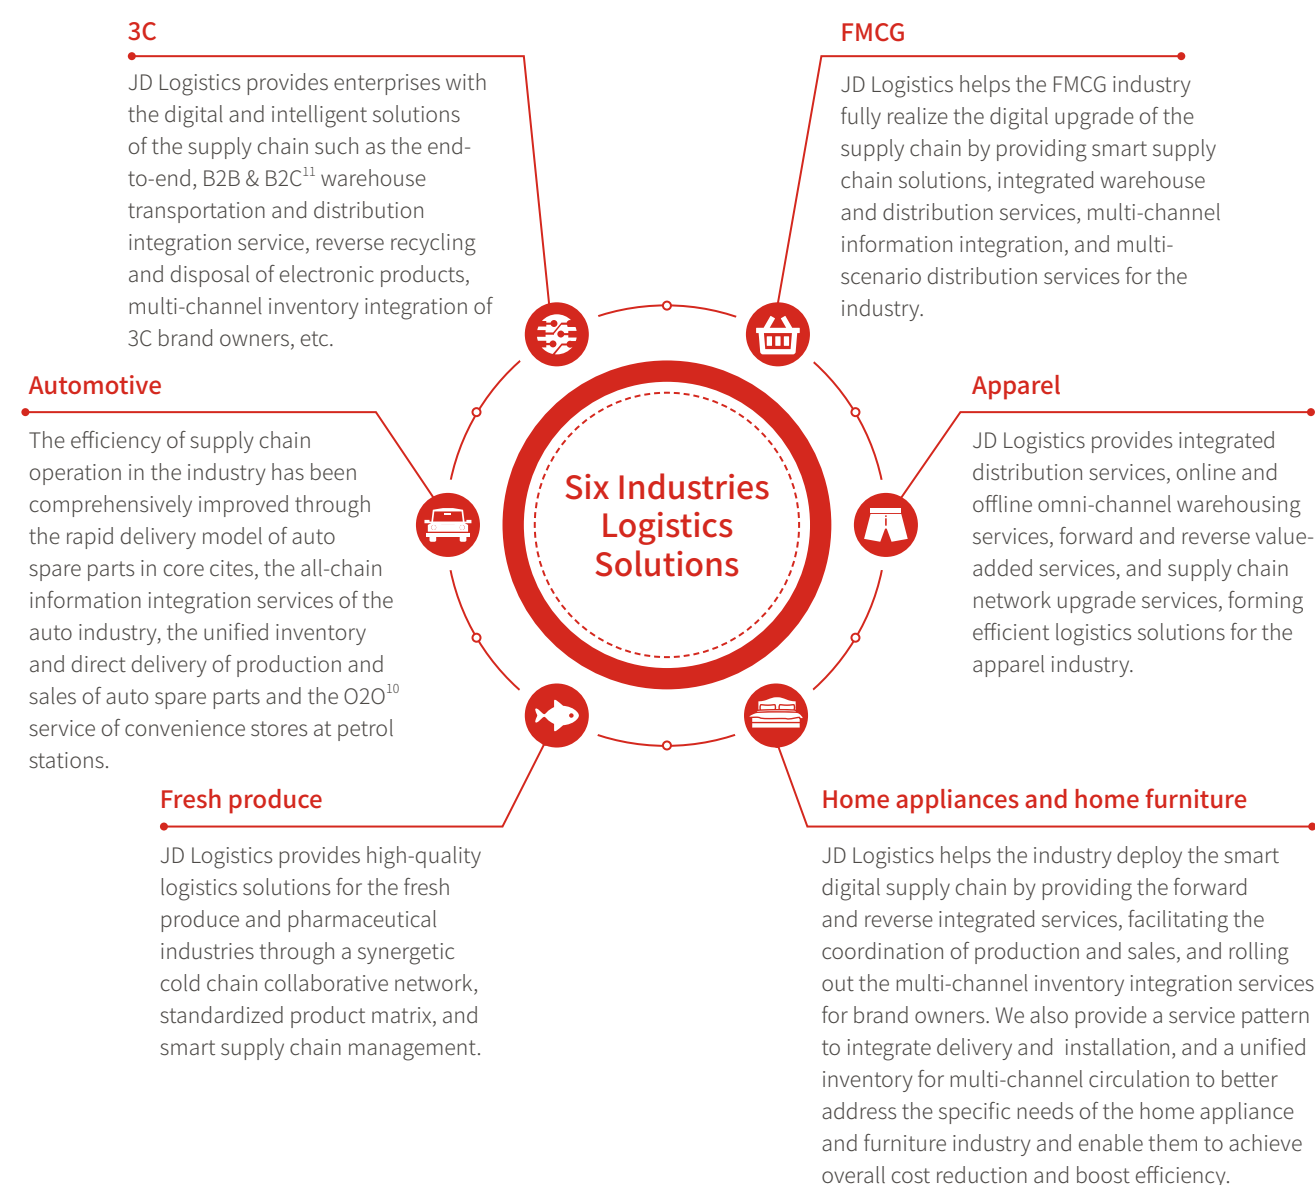 3C
JD Logistics provides enterprises with
the digital and intelligent solutions
of the supply chain such as the end-
to-end, B2B & B2C11 warehouse
transportation and distribution
integration service, reverse recycling
and disposal of electronic products,
multi-channel inventory integration of
3C brand owners, etc.
FMCG
JD Logistics helps the FMCG industry
fully realize the digital upgrade of the
supply chain by providing smart supply
chain solutions, integrated warehouse
and distribution services, multi-channel
information integration, and multi-
scenario distribution services for the
industry.
Automotive
The efficiency of supply chain
operation in the industry has been
comprehensively improved through
the rapid delivery model of auto
spare parts in core cites, the all-chain
information integration services of the
auto industry, the unified inventory
and direct delivery of production and
sales of auto spare parts and the O2O10
service of convenience stores at petrol
stations.
Six Industries
Logistics
Solutions
Apparel
JD Logistics provides integrated
distribution services, online and
offline omni-channel warehousing
services, forward and reverse value-
added services, and supply chain
network upgrade services, forming
efficient logistics solutions for the
apparel industry.
Fresh produce
JD Logistics provides high-quality
logistics solutions for the fresh
produce and pharmaceutical
industries through a synergetic
cold chain collaborative network,
standardized product matrix, and
smart supply chain management.
Home appliances and home furniture
JD Logistics helps the industry deploy the smart
digital supply chain by providing the forward
and reverse integrated services, facilitating the
coordination of production and sales, and rolling
out the multi-channel inventory integration services
for brand owners. We also provide a service pattern
to integrate delivery and installation, and a unified
inventory for multi-channel circulation to better
address the specific needs of the home appliance
and furniture industry and enable them to achieve
overall cost reduction and boost efficiency.